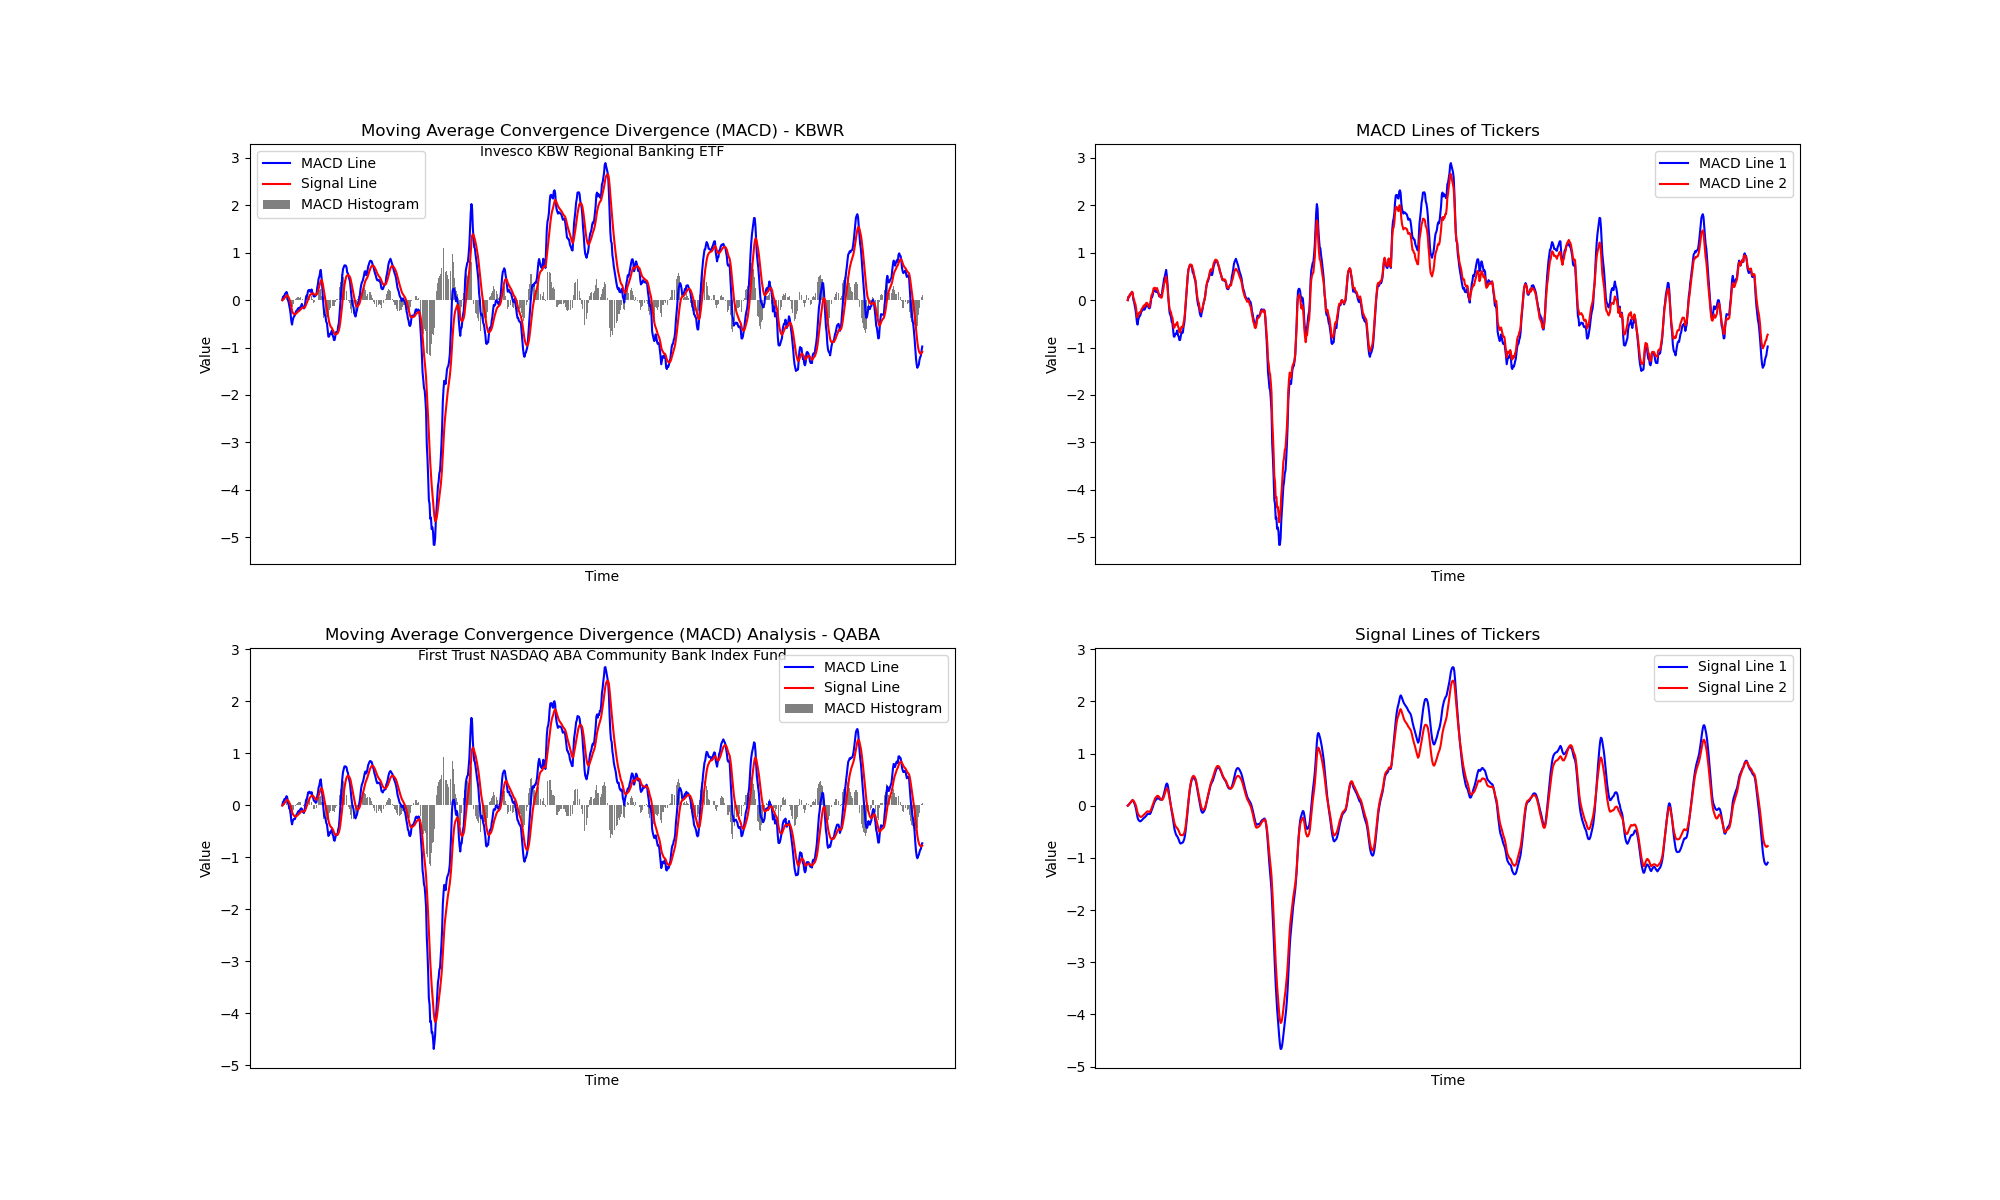 Moving Average Convergence Divergence (MACD) - KBWR
Invesco KBW Regional Banking ETF
MACD Line
Signal Line
MACD Histogram
3
2
1
0
−1
−2
−3
−4
−5
Value
Time
MACD Lines of Tickers
MACD Line 1
MACD Line 2
3
2
1
0
−1
−2
−3
−4
−5
Value
Time
Moving Average Convergence Divergence (MACD) Analysis - QABA
First Trust NASDAQ ABA Community Bank Index Fund
MACD Line
Signal Line
MACD Histogram
3
2
1
0
−1
−2
−3
−4
−5
Value
Time
Signal Lines of Tickers
Signal Line 1
Signal Line 2
3
2
1
0
−1
−2
−3
−4
−5
Value
Time